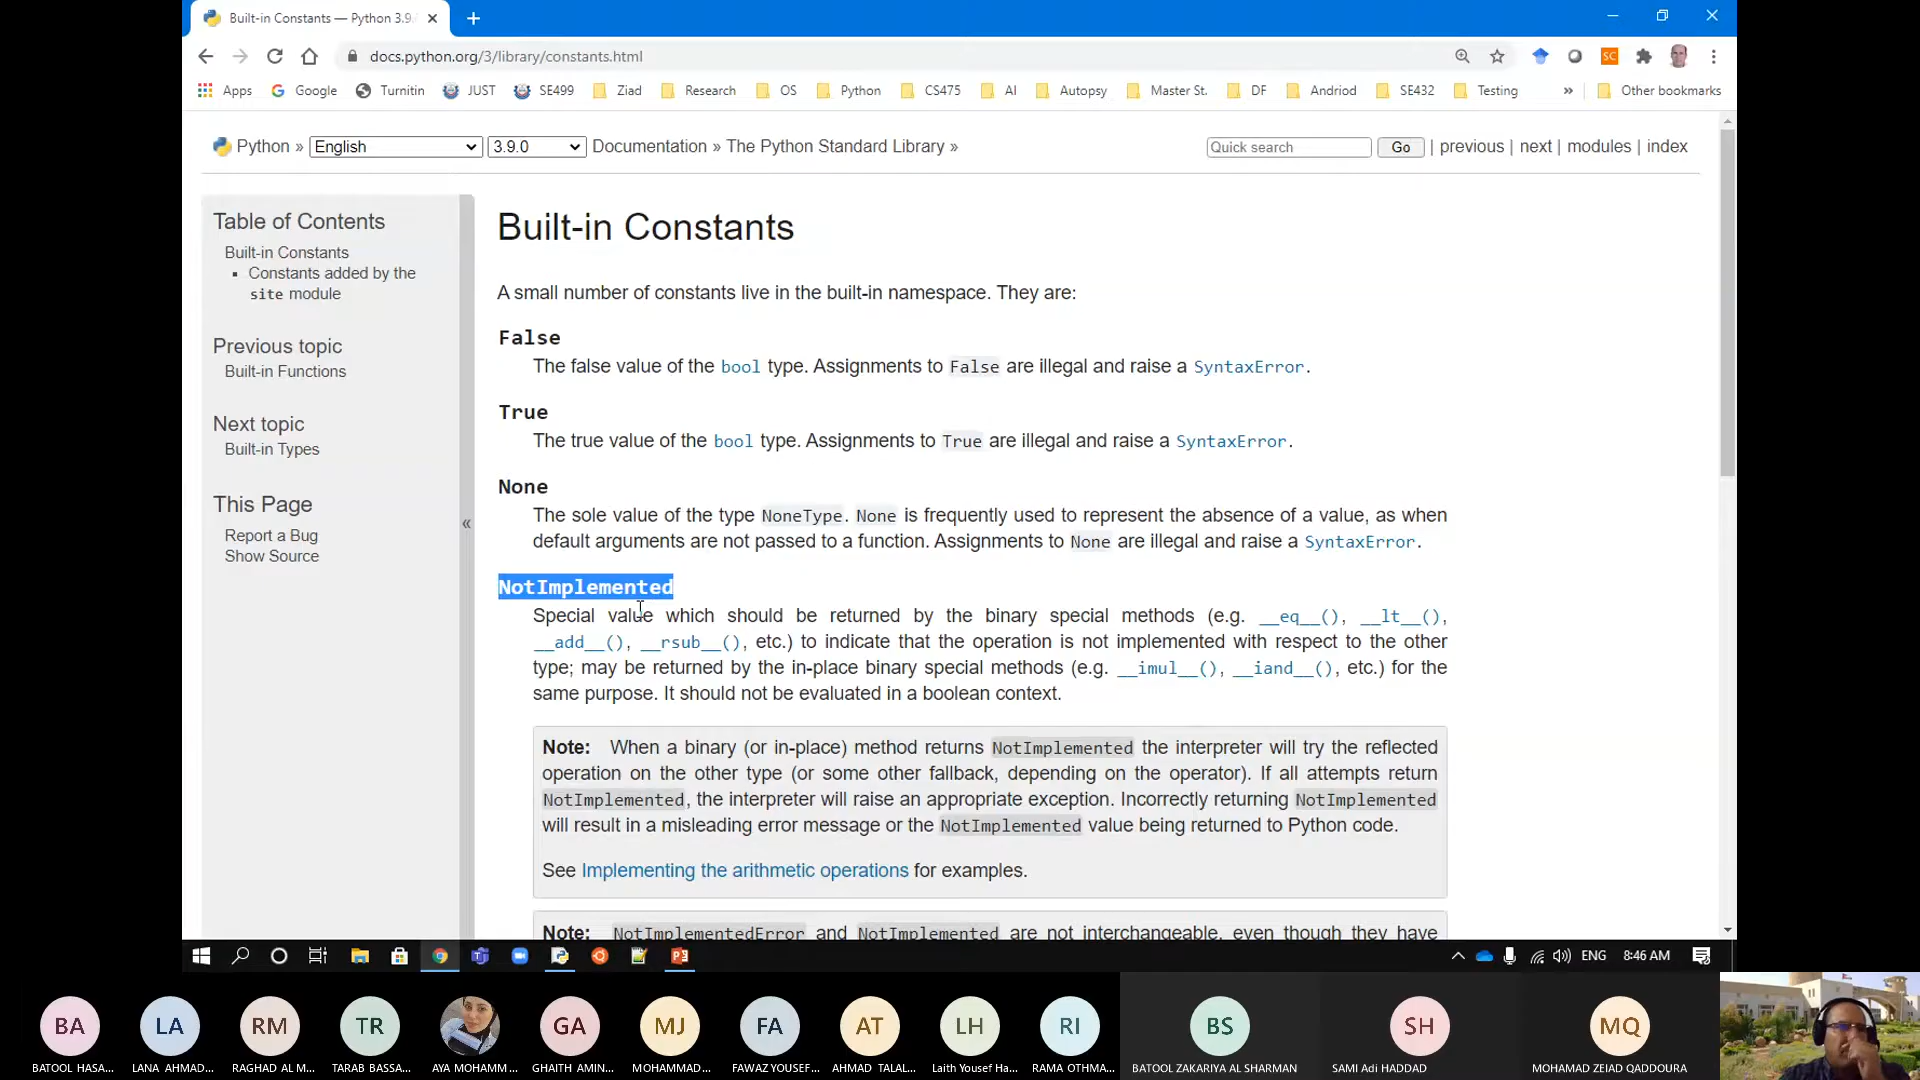 Built-in Constants — Python 3.9.
docs.python.org/3/library/constants.html
SC
Apps Google Turnitin JUST SE499 Ziad Research OS Python CS475 AI Autopsy Master St. DF Andriod SE432 Testing » Other bookmarks
Python » English 3.9.0 Documentation » The Python Standard Library » Quick search Go | previous | next | modules | index
Table of Contents
Built-in Constants
Constants added by the
site module
Previous topic
Built-in Functions
Next topic
Built-in Types
This Page
Report a Bug
Show Source
«
Built-in Constants
A small number of constants live in the built-in namespace. They are:
False
The false value of the bool type. Assignments to False are illegal and raise a SyntaxError.
True
The true value of the bool type. Assignments to True are illegal and raise a SyntaxError.
None
The sole value of the type NoneType. None is frequently used to represent the absence of a value, as when
default arguments are not passed to a function. Assignments to None are illegal and raise a SyntaxError.
NotImplemented
Special value which should be returned by the binary special methods (e.g. __eq__(), __lt__(),
__add__(), __rsub__(), etc.) to indicate that the operation is not implemented with respect to the other
type; may be returned by the in-place binary special methods (e.g. __imul__(), __iand__(), etc.) for the
same purpose. It should not be evaluated in a boolean context.
Note: When a binary (or in-place) method returns NotImplemented the interpreter will try the reflected
operation on the other type (or some other fallback, depending on the operator). If all attempts return
NotImplemented, the interpreter will raise an appropriate exception. Incorrectly returning NotImplemented
will result in a misleading error message or the NotImplemented value being returned to Python code.
See Implementing the arithmetic operations for examples.
Note: NotImplementedError and NotImplemented are not interchangeable, even though they have
ENG 8:46 AM
BA LA RM TR GA MJ FA AT LH RI BS SH MQ
BATOOL HASA... LANA AHMAD... RAGHAD AL M... TARAB BASSA... AYA MOHAMM... GHAITH AMIN... MOHAMMAD... FAWAZ YOUSEF... AHMAD TALAL... Laith Yousef Ha... RAMA OTHMA... BATOOL ZAKARIYA AL SHARMAN SAMI Adi HADDAD MOHAMAD ZEIAD QADDOURA